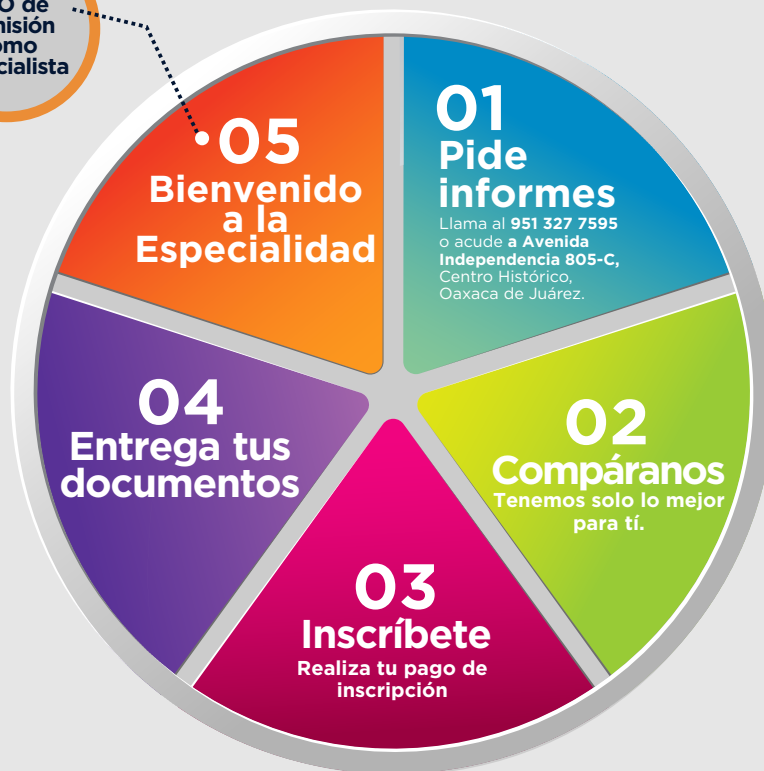 de
como
05
Bienvenido
a la
Especialidad
01
Pide
informes
Llama al 951 327 7595
o acude a Avenida
Independencia 805-C,
Centro Histórico,
Oaxaca de Juárez.
02
Compáranos
Tenemos solo lo mejor
para tí.
03
Inscríbete
Realiza tu pago de
inscripción
04
Entrega tus
documentos